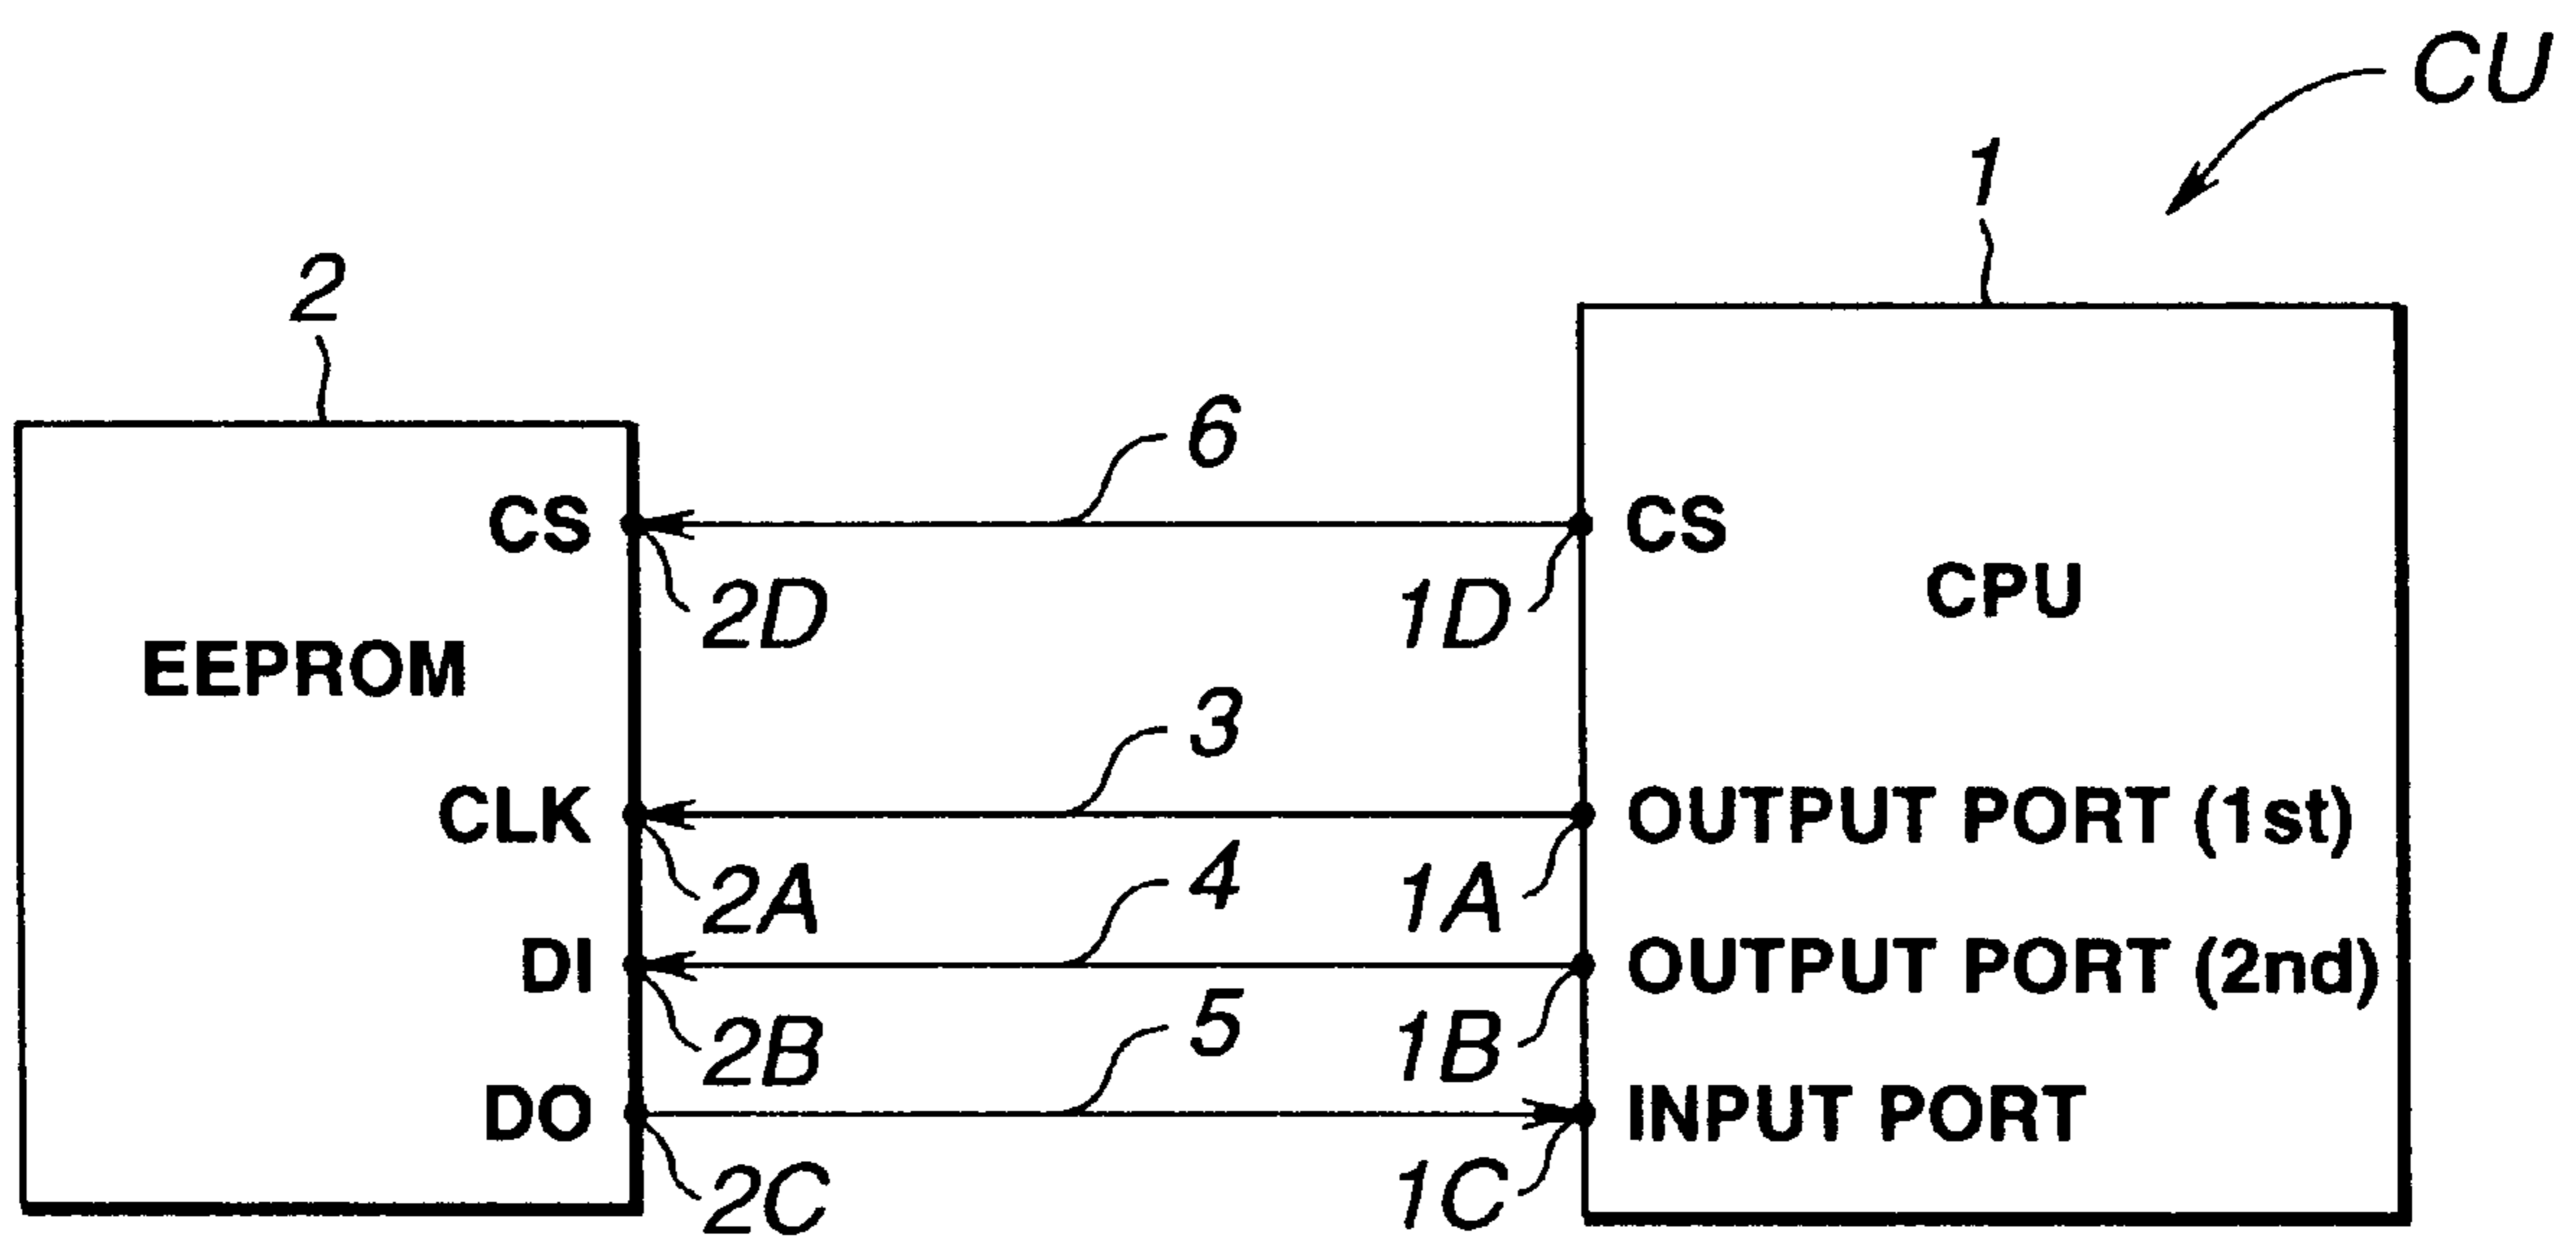 CU
1
2
6
CS
CS
2D
1D
CPU
EEPROM
3
CLK
OUTPUT PORT (1st)
2A
4
1A
DI
OUTPUT PORT (2nd)
2B
5
1B
DO
INPUT PORT
2C
1C